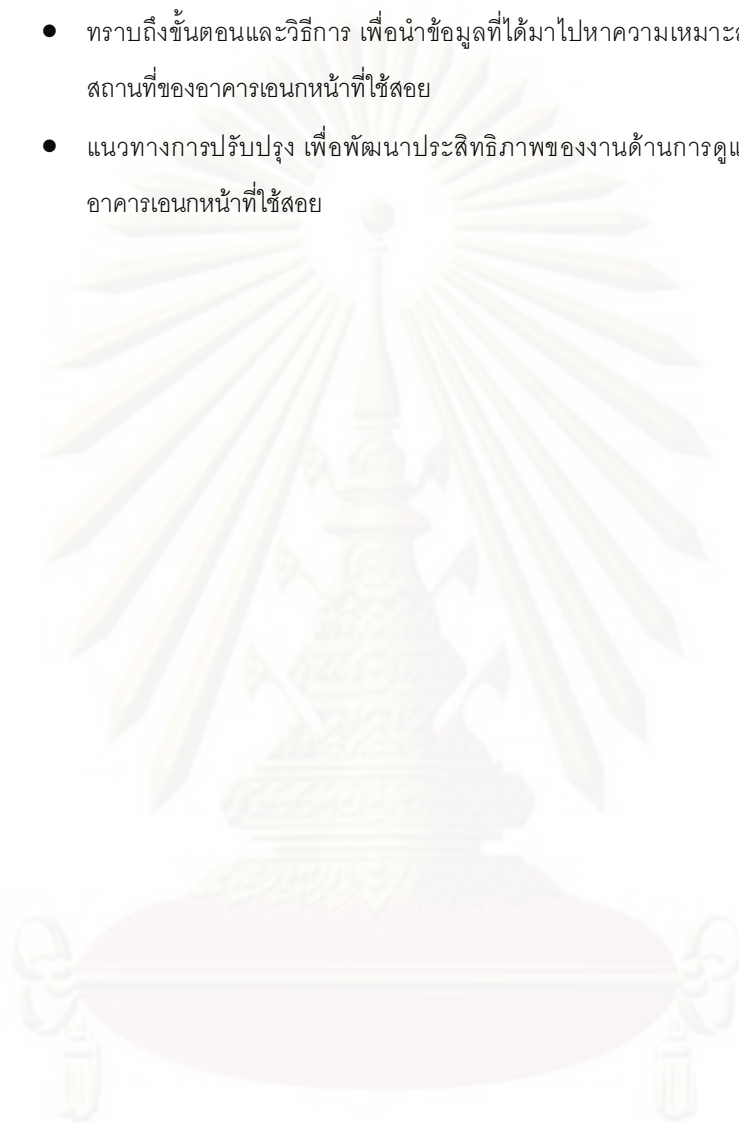 ● ทราบถึงขั้นตอนและวิธีการ เพื่อนำข้อมูลที่ได้มาไปหาความเหมาะส
สถานที่ของอาคารเอนกหน้าที่ใช้สอย
● แนวทางการปรับปรุง เพื่อพัฒนาประสิทธิภาพของงานด้านการดูแ
อาคารเอนกหน้าที่ใช้สอย